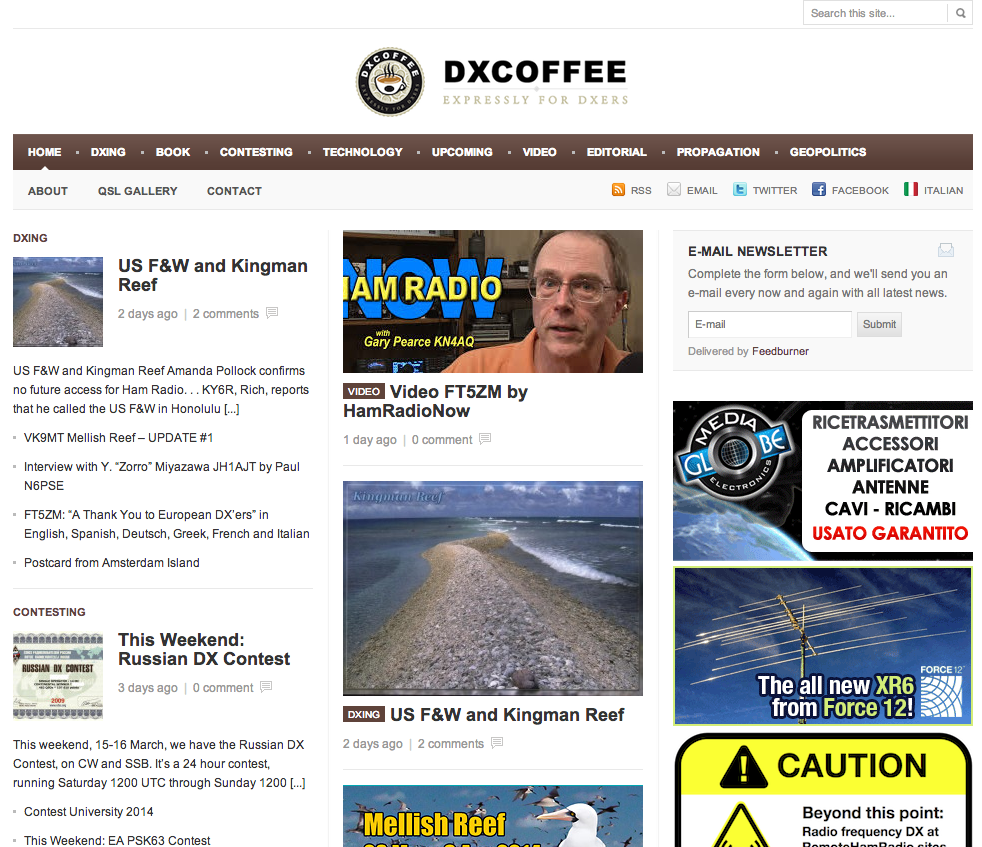 Search this site...
DXCOFFEE
EXPRESSLY FOR DXERS
DXCOFFEE
EXPRESSLY FOR DXERS
HOME DXING BOOK CONTESTING TECHNOLOGY UPCOMING VIDEO EDITORIAL PROPAGATION GEOPOLITICS
ABOUT QSL GALLERY CONTACT RSS EMAIL TWITTER FACEBOOK ITALIAN
DXING
US F&W and Kingman
Reef
2 days ago | 2 comments
US F&W and Kingman Reef Amanda Pollock confirms
no future access for Ham Radio. . . KY6R, Rich, reports
that he called the US F&W in Honolulu [...]
VK9MT Mellish Reef – UPDATE #1
Interview with Y. “Zorro” Miyazawa JH1AJT by Paul
N6PSE
FT5ZM: “A Thank You to European DX’ers” in
English, Spanish, Deutsch, Greek, French and Italian
Postcard from Amsterdam Island
CONTESTING
RUSSIAN DX CONTEST
2009
This Weekend:
Russian DX Contest
3 days ago | 0 comment
This weekend, 15-16 March, we have the Russian DX
Contest, on CW and SSB. It’s a 24 hour contest,
running Saturday 1200 UTC through Sunday 1200 [...]
Contest University 2014
This Weekend: EA PSK63 Contest
NOW
HAM RADIO
with
Gary Pearce KN4AQ
VIDEO Video FT5ZM by
HamRadioNow
1 day ago | 0 comment
Kingman Reef
DXING US F&W and Kingman Reef
2 days ago | 2 comments
Mellish Reef
E-MAIL NEWSLETTER
Complete the form below, and we'll send you an
e-mail every now and again with all latest news.
E-mail Submit
Delivered by Feedburner
MEDIA
GLOBE
ELECTRONICS
RICETRASMETTITORI
ACCESSORI
AMPLIFICATORI
ANTENNE
CAVI - RICAMBI
USATO GARANTITO
FORCE 12
The all new XR6
from Force 12!
CAUTION
Beyond this point:
Radio frequency DX at
RemoteHamRadio sites